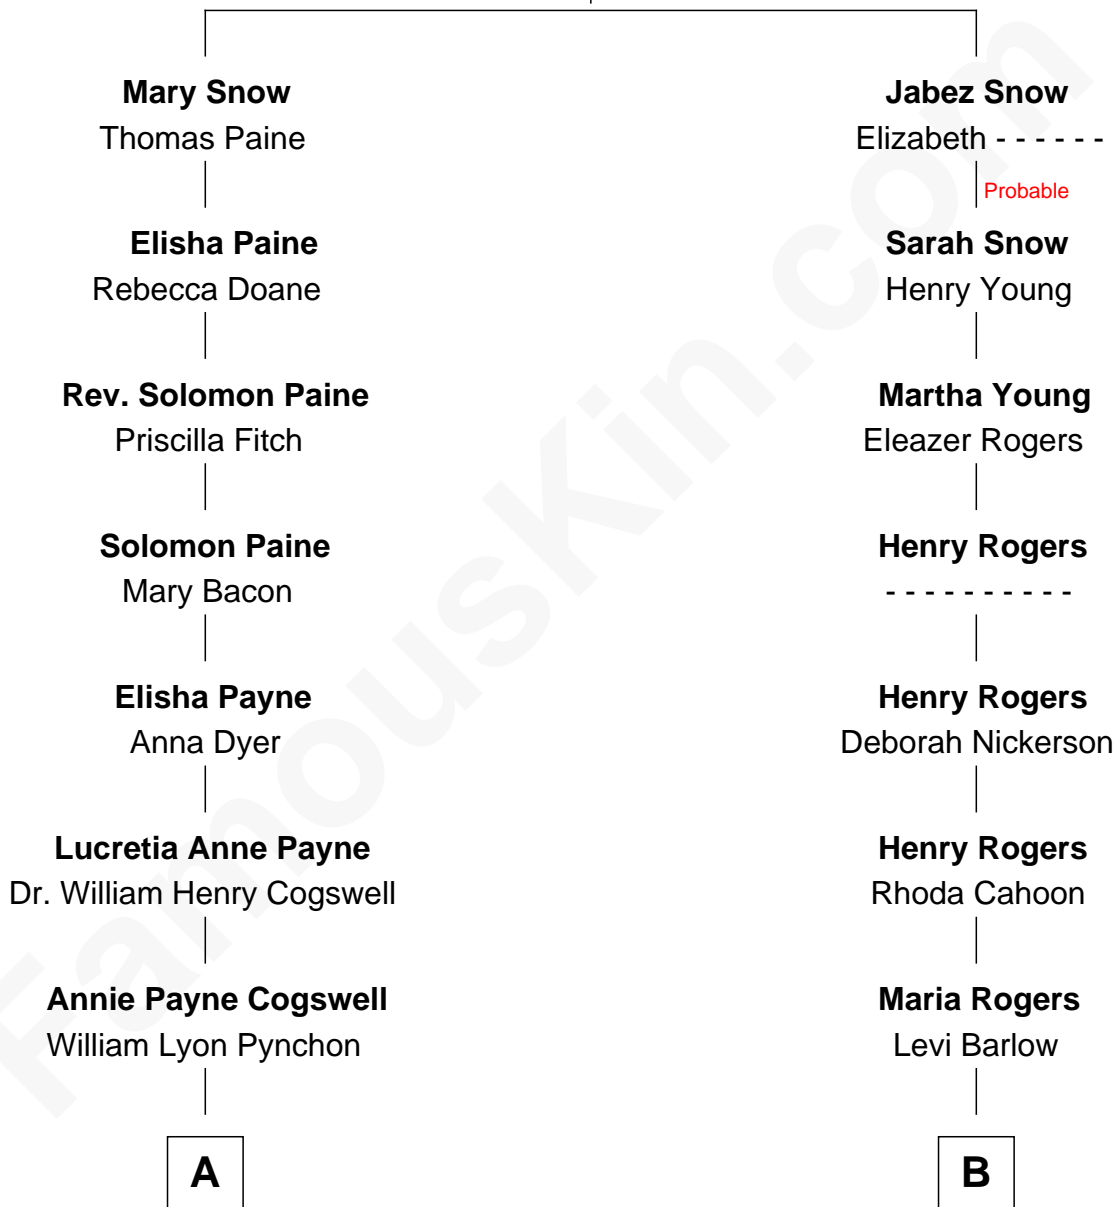 Mary Snow
Thomas Paine
Elisha Paine
Rebecca Doane
Rev. Solomon Paine
Priscilla Fitch
Solomon Paine
Mary Bacon
Elisha Payne
Anna Dyer
Lucretia Anne Payne
Dr. William Henry Cogswell
Annie Payne Cogswell
William Lyon Pynchon
A
Jabez Snow
Elizabeth - - - - - -
Probable
Sarah Snow
Henry Young
Martha Young
Eleazer Rogers
Henry Rogers
- - - - - - - - - -
Henry Rogers
Deborah Nickerson
Henry Rogers
Rhoda Cahoon
Maria Rogers
Levi Barlow
B
FamousKin.com